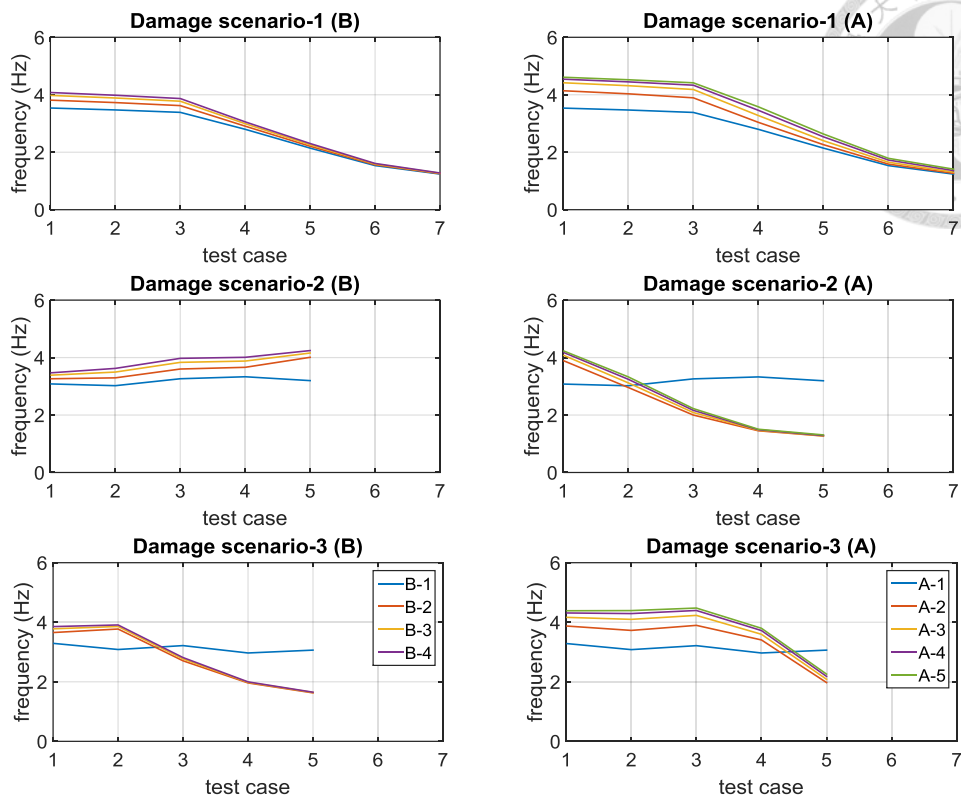 Damage scenario-1 (B)
frequency (Hz)
6
4
2
0
1 2 3 4 5 6 7
test case
Damage scenario-1 (A)
frequency (Hz)
6
4
2
0
1 2 3 4 5 6 7
test case
Damage scenario-2 (B)
frequency (Hz)
6
4
2
0
1 2 3 4 5 6 7
test case
Damage scenario-2 (A)
frequency (Hz)
6
4
2
0
1 2 3 4 5 6 7
test case
Damage scenario-3 (B)
frequency (Hz)
6
4
2
0
1 2 3 4 5 6 7
test case
B-1
B-2
B-3
B-4
Damage scenario-3 (A)
frequency (Hz)
6
4
2
0
1 2 3 4 5 6 7
test case
A-1
A-2
A-3
A-4
A-5